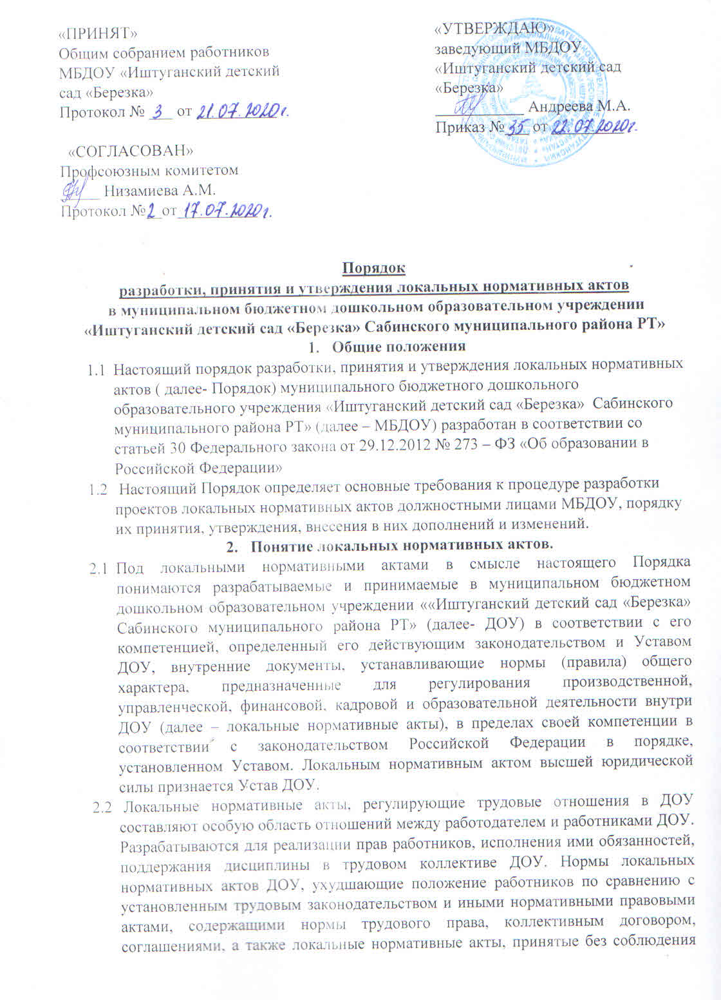 «ПРИНЯТ»
Общим собранием работников
МБДОУ «Иштуганский детский
сад «Березка»
Протокол № 3 от 21.07.2020г.
«УТВЕРЖДАЮ»
заведующий МБДОУ
«Иштуганский детский сад
«Березка»
____________ Андреева М.А.
Приказ № 35 от 22.07.2020г.
«СОГЛАСОВАН»
Профсоюзным комитетом
_____ Низамиева А.М.
Протокол №2 от 17.07.2020г.
Порядок
разработки, принятия и утверждения локальных нормативных актов
в муниципальном бюджетном дошкольном образовательном учреждении
«Иштуганский детский сад «Березка» Сабинского муниципального района РТ»
1. Общие положения
1.1 Настоящий порядок разработки, принятия и утверждения локальных нормативных
актов ( далее- Порядок) муниципального бюджетного дошкольного
образовательного учреждения «Иштуганский детский сад «Березка» Сабинского
муниципального района РТ» (далее – МБДОУ) разработан в соответствии со
статьей 30 Федерального закона от 29.12.2012 № 273 – ФЗ «Об образовании в
Российской Федерации»
1.2 Настоящий Порядок определяет основные требования к процедуре разработки
проектов локальных нормативных актов должностными лицами МБДОУ, порядку
их принятия, утверждения, внесения в них дополнений и изменений.
2. Понятие локальных нормативных актов.
2.1 Под локальными нормативными актами в смысле настоящего Порядка
понимаются разрабатываемые и принимаемые в муниципальном бюджетном
дошкольном образовательном учреждении ««Иштуганский детский сад «Березка»
Сабинского муниципального района РТ» (далее- ДОУ) в соответствии с его
компетенцией, определенный его действующим законодательством и Уставом
ДОУ, внутренние документы, устанавливающие нормы (правила) общего
характера, предназначенные для регулирования производственной,
управленческой, финансовой, кадровой и образовательной деятельности внутри
ДОУ (далее – локальные нормативные акты), в пределах своей компетенции в
соответствии с законодательством Российской Федерации в порядке,
установленном Уставом. Локальным нормативным актом высшей юридической
силы признается Устав ДОУ.
2.2 Локальные нормативные акты, регулирующие трудовые отношения в ДОУ
составляют особую область отношений между работодателем и работниками ДОУ.
Разрабатываются для реализации прав работников, исполнения ими обязанностей,
поддержания дисциплины в трудовом коллективе ДОУ. Нормы локальных
нормативных актов ДОУ, ухудшающие положение работников по сравнению с
установленным трудовым законодательством и иными нормативными правовыми
актами, содержащими нормы трудового права, коллективным договором,
соглашениями, а также локальные нормативные акты, принятые без соблюдения